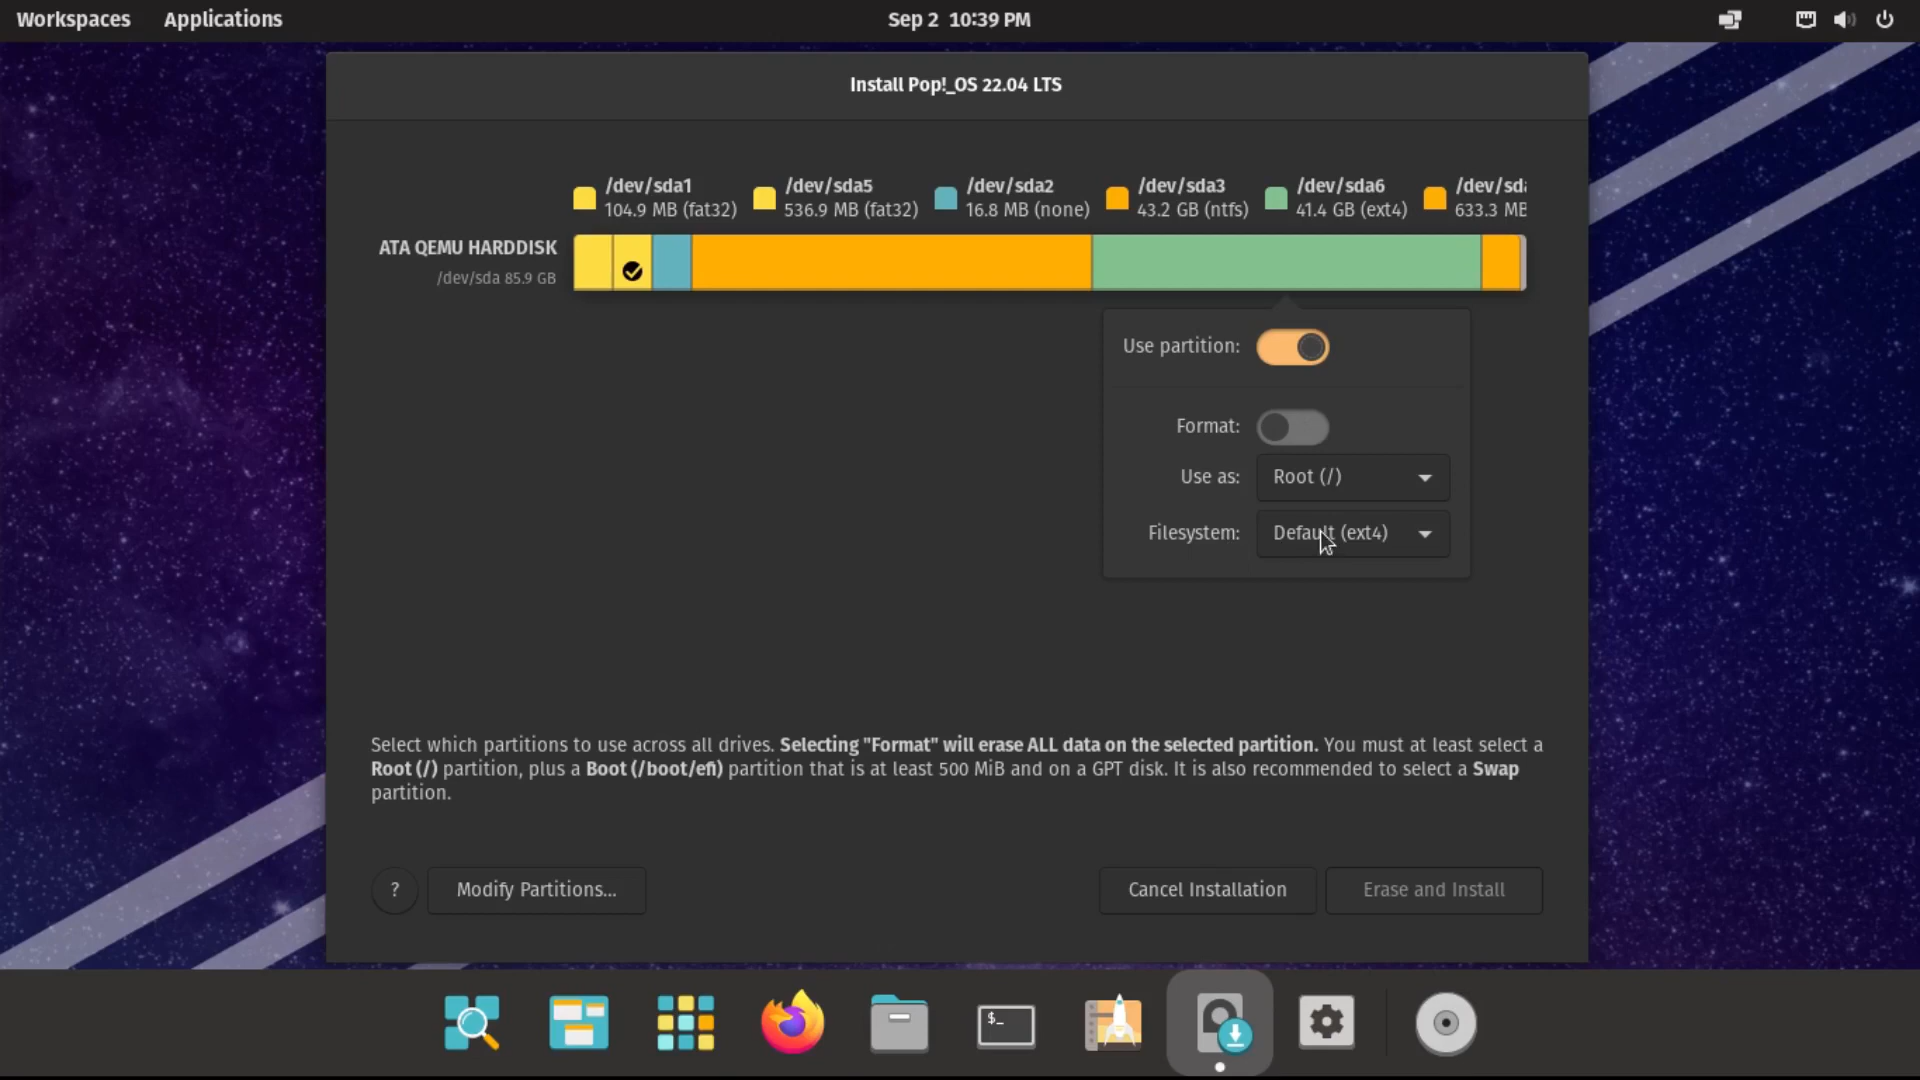 Workspaces Applications Sep 2 10:39 PM
Install Pop!_OS 22.04 LTS
/dev/sda1 /dev/sda5 /dev/sda2 /dev/sda3 /dev/sda6 /dev/sda
104.9 MB (fat32) 536.9 MB (fat32) 16.8 MB (none) 43.2 GB (ntfs) 41.4 GB (ext4) 633.3 MB
ATA QEMU HARDDISK
/dev/sda 85.9 GB
Use partition:
Format:
Use as: Root (/)
Filesystem: Default (ext4)
Select which partitions to use across all drives. Selecting "Format" will erase ALL data on the selected partition. You must at least select a
Root (/) partition, plus a Boot (/boot/efi) partition that is at least 500 MiB and on a GPT disk. It is also recommended to select a Swap
partition.
? Modify Partitions... Cancel Installation Erase and Install
$_